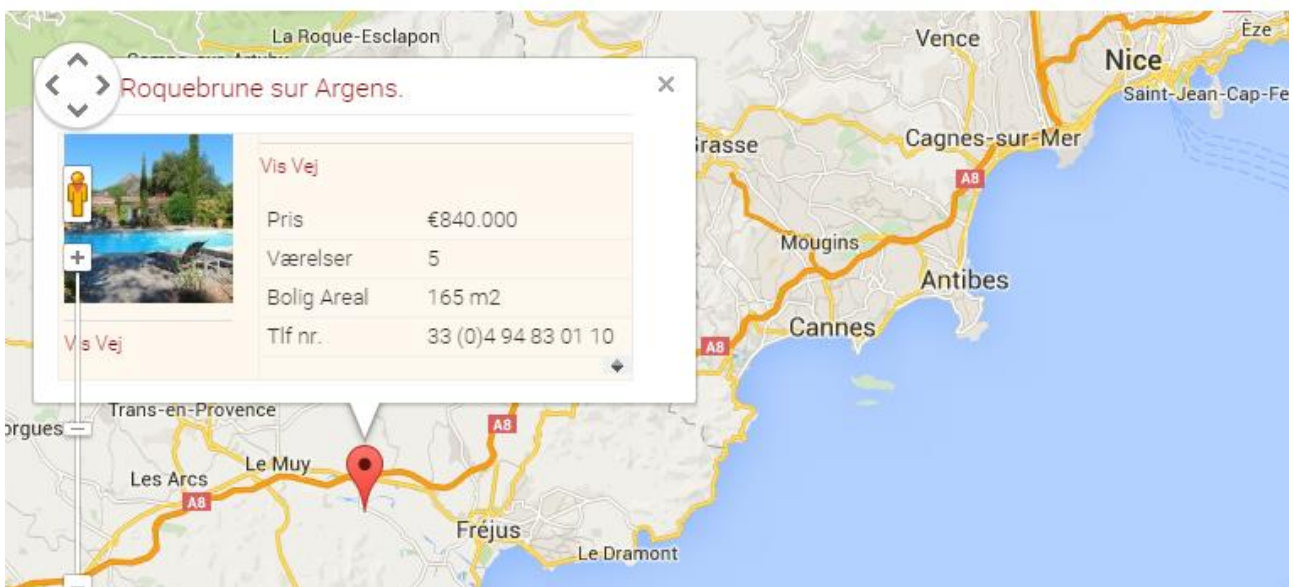 La Roque-Esclapon
Vence
Èze
Nice
Saint-Jean-Cap-Fe
Roquebrune sur Argens.
×
Cagnes-sur-Mer
rasse
Vis Vej
A8
Pris €840.000
Værelser 5
Mougins
Bolig Areal 165 m2
Antibes
Cannes
Tlf nr. 33 (0)4 94 83 01 10
Vis Vej
A8
Trans-en-Provence
orgues
A8
Le Muy
Les Arcs
A8
Fréjus
Le Dramont